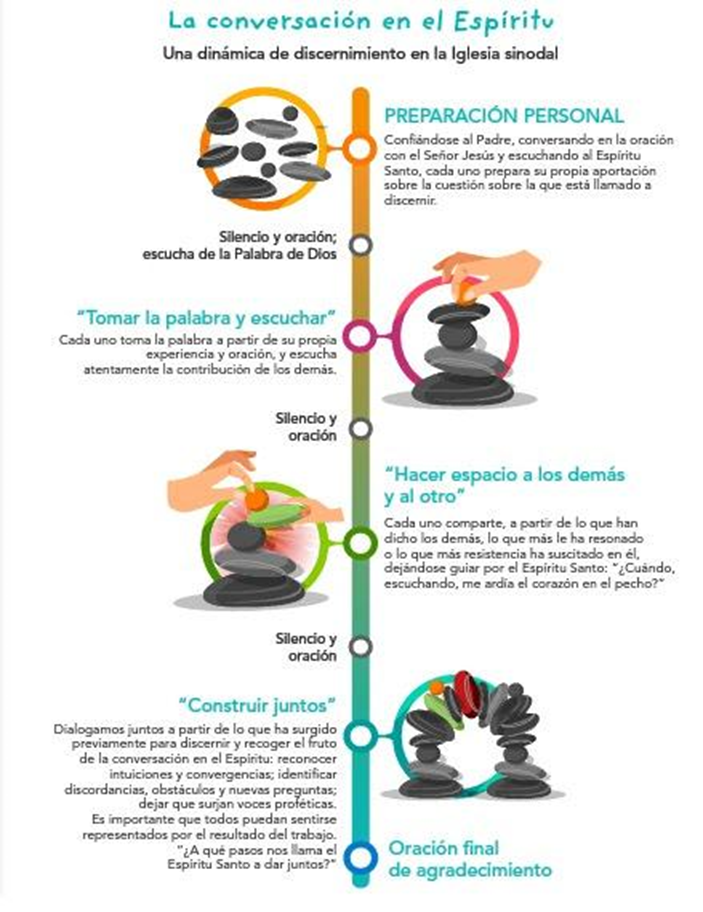 La conversación en el Espíritu
Una dinámica de discernimiento en la Iglesia sinodal
PREPARACIÓN PERSONAL
Confiándose al Padre, conversando en la oración
con el Señor Jesús y escuchando al Espíritu
Santo, cada uno prepara su propia aportación
sobre la cuestión sobre la que está llamado a
discernir.
Silencio y oración;
escucha de la Palabra de Dios
“Tomar la palabra y escuchar”
Cada uno toma la palabra a partir de su propia
experiencia y oración, y escucha
atentamente la contribución de los demás.
Silencio y
oración
“Hacer espacio a los demás
y al otro”
Cada uno comparte, a partir de lo que han
dicho los demás, lo que más le ha resonado
o lo que más resistencia ha suscitado en él,
dejándose guiar por el Espíritu Santo: “¿Cuándo,
escuchando, me ardía el corazón en el pecho?”
Silencio y
oración
“Construir juntos”
Dialogamos juntos a partir de lo que ha surgido
previamente para discernir y recoger el fruto
de la conversación en el Espíritu: reconocer
intuiciones y convergencias; identificar
discordancias, obstáculos y nuevas preguntas;
dejar que surjan voces proféticas.
Es importante que todos puedan sentirse
representados por el resultado del trabajo.
“¿A qué pasos nos llama el
Espíritu Santo a dar juntos?”
Oración final
de agradecimiento